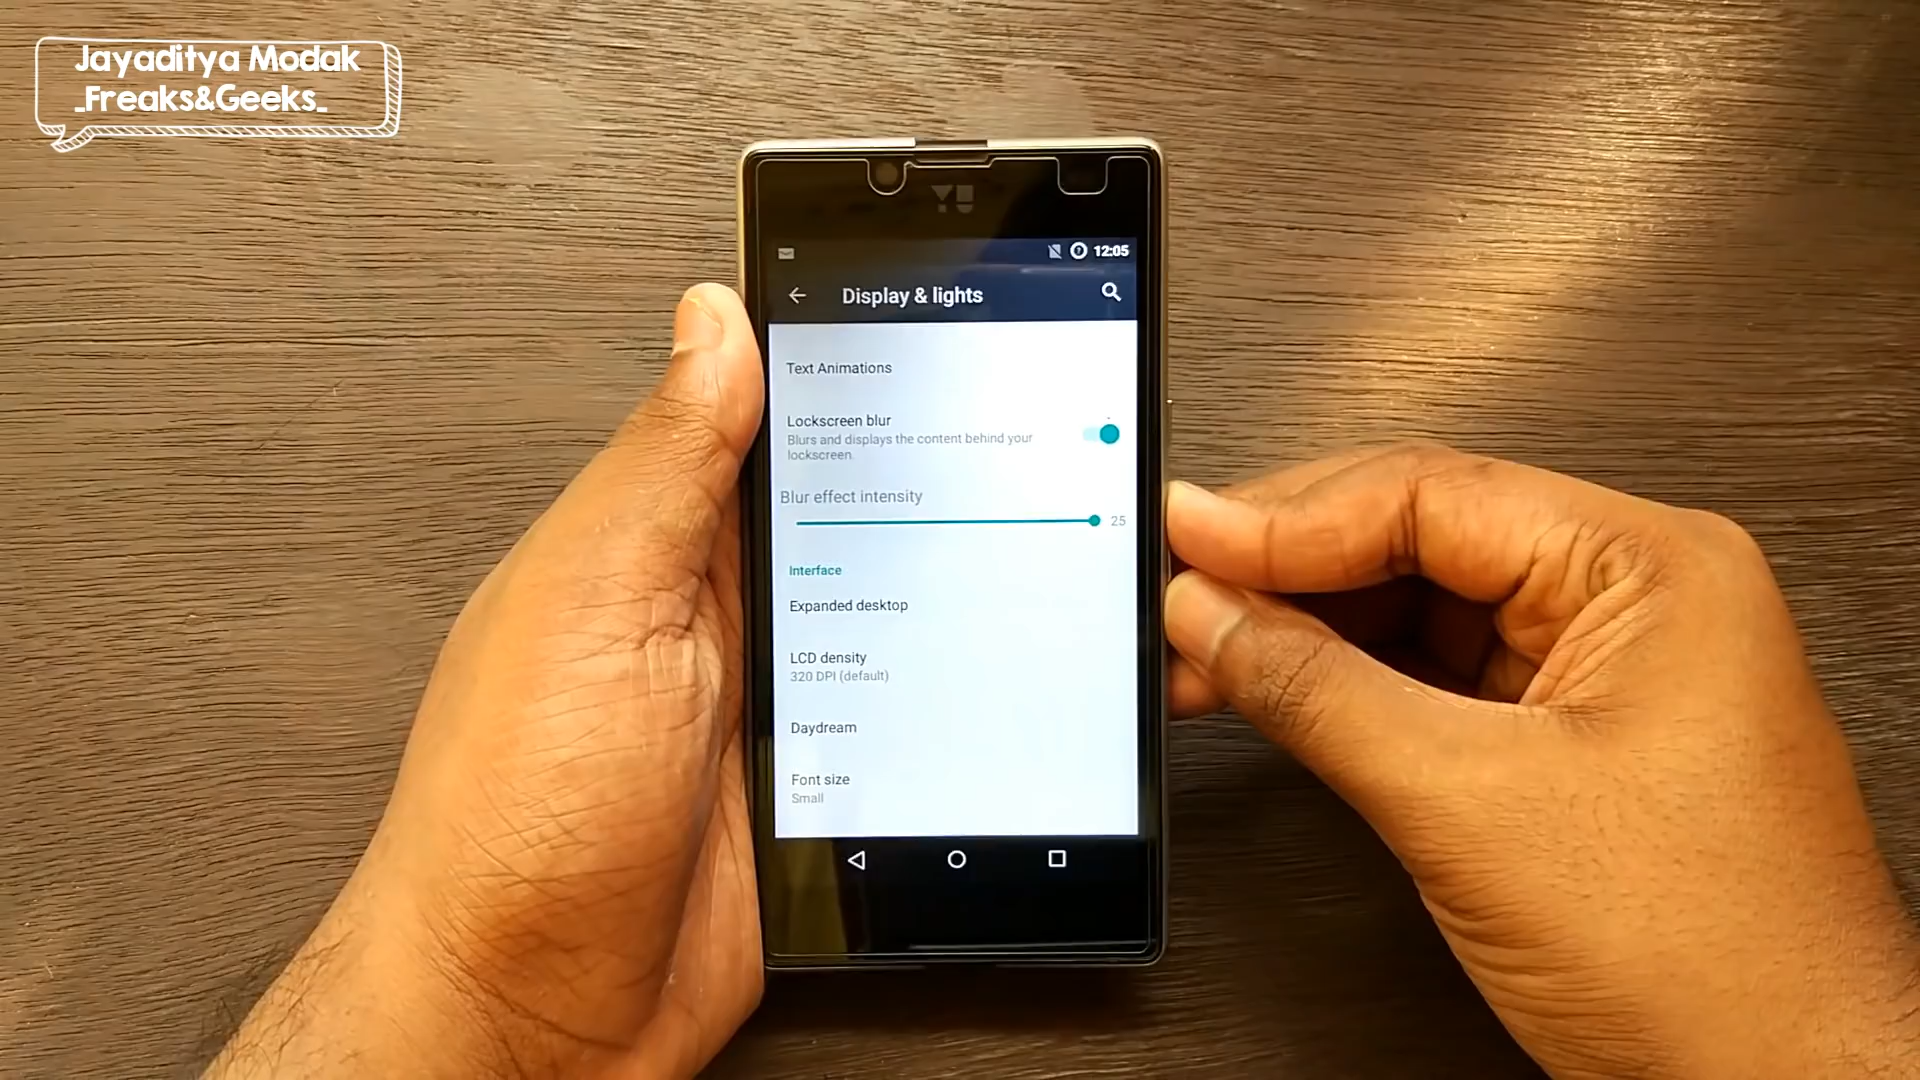 Jayaditya Modak
_Freaks&Geeks_
YU
12:05
Display & lights
Text Animations
Lockscreen blur
Blurs and displays the content behind your
lockscreen.
Blur effect intensity
25
Interface
Expanded desktop
LCD density
320 DPI (default)
Daydream
Font size
Small